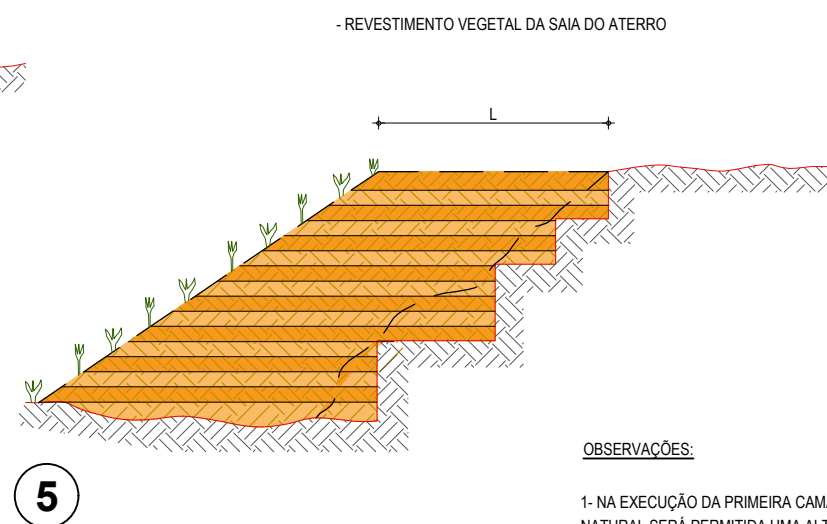 - REVESTIMENTO VEGETAL DA SAIA DO ATERRO
L
5
OBSERVAÇÕES:
1- NA EXECUÇÃO DA PRIMEIRA
NATURAL SERÁ PERMITIDA UMA